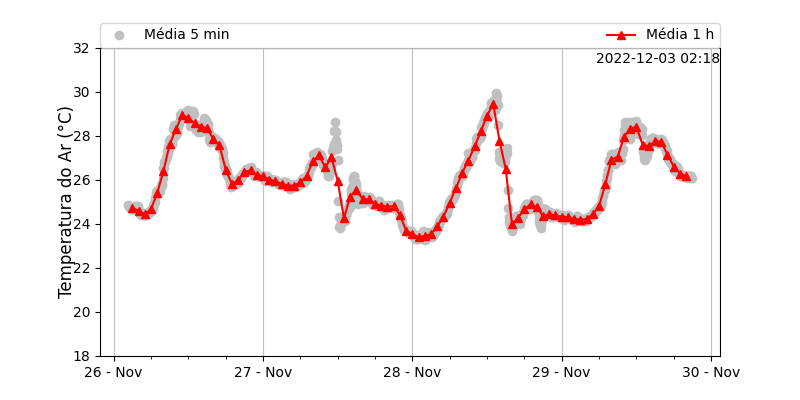 Média 5 min
Média 1 h
2022-12-03 02:18
Temperatura do Ar (°C)
32
30
28
26
24
22
20
18
26 - Nov
27 - Nov
28 - Nov
29 - Nov
30 - Nov